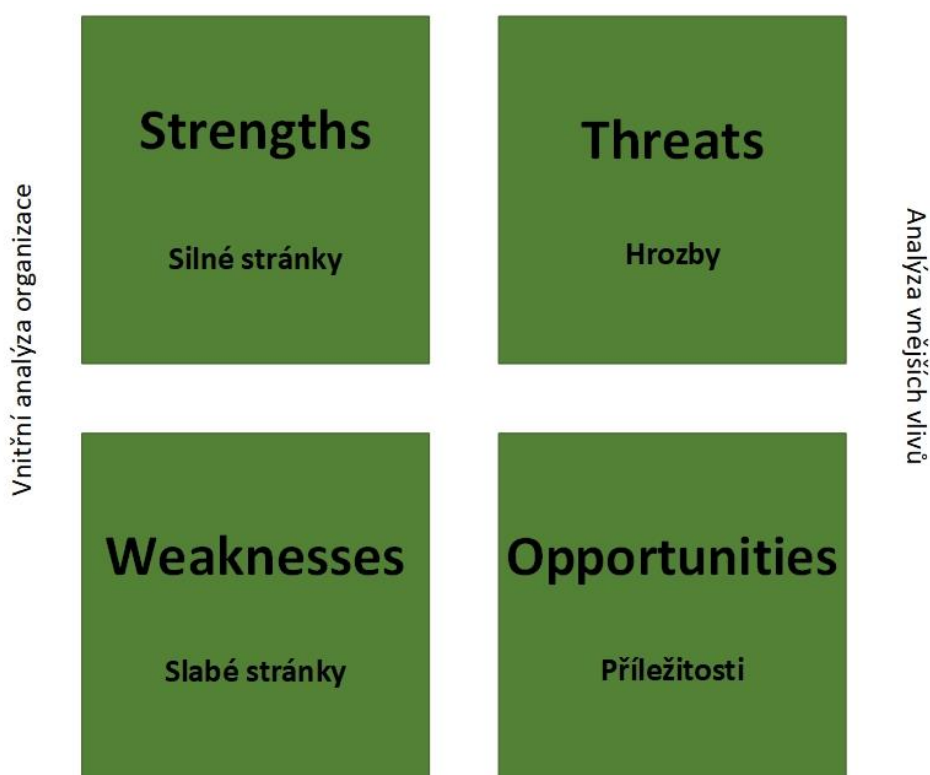 Vnitřní analýza organizace
Strengths
Silné stránky
Threats
Hrozby
Weaknesses
Slabé stránky
Opportunities
Příležitosti
Analýza vnějších vlivů